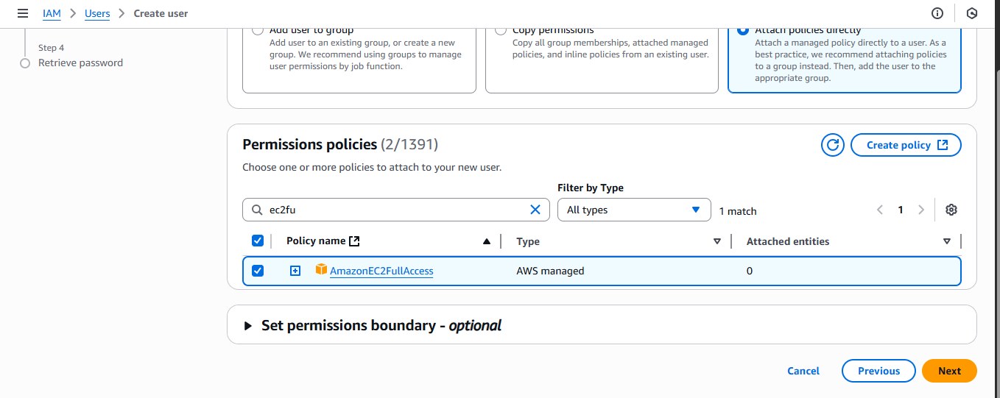 IAM > Users > Create user
Step 4
Retrieve password
Add user to group
Add user to an existing group, or create a new
group. We recommend using groups to manage
user permissions by job function.
Copy permissions
Copy all group memberships, attached managed
policies, and inline policies from an existing user.
Attach policies directly
Attach a managed policy directly to a user. As a
best practice, we recommend attaching policies
to a group instead. Then, add the user to the
appropriate group.
Permissions policies (2/1391)
Create policy
Choose one or more policies to attach to your new user.
Filter by Type
ec2fu
All types
1 match
1
Policy name
Type
Attached entities
AmazonEC2FullAccess
AWS managed
0
Set permissions boundary - optional
Cancel
Previous
Next